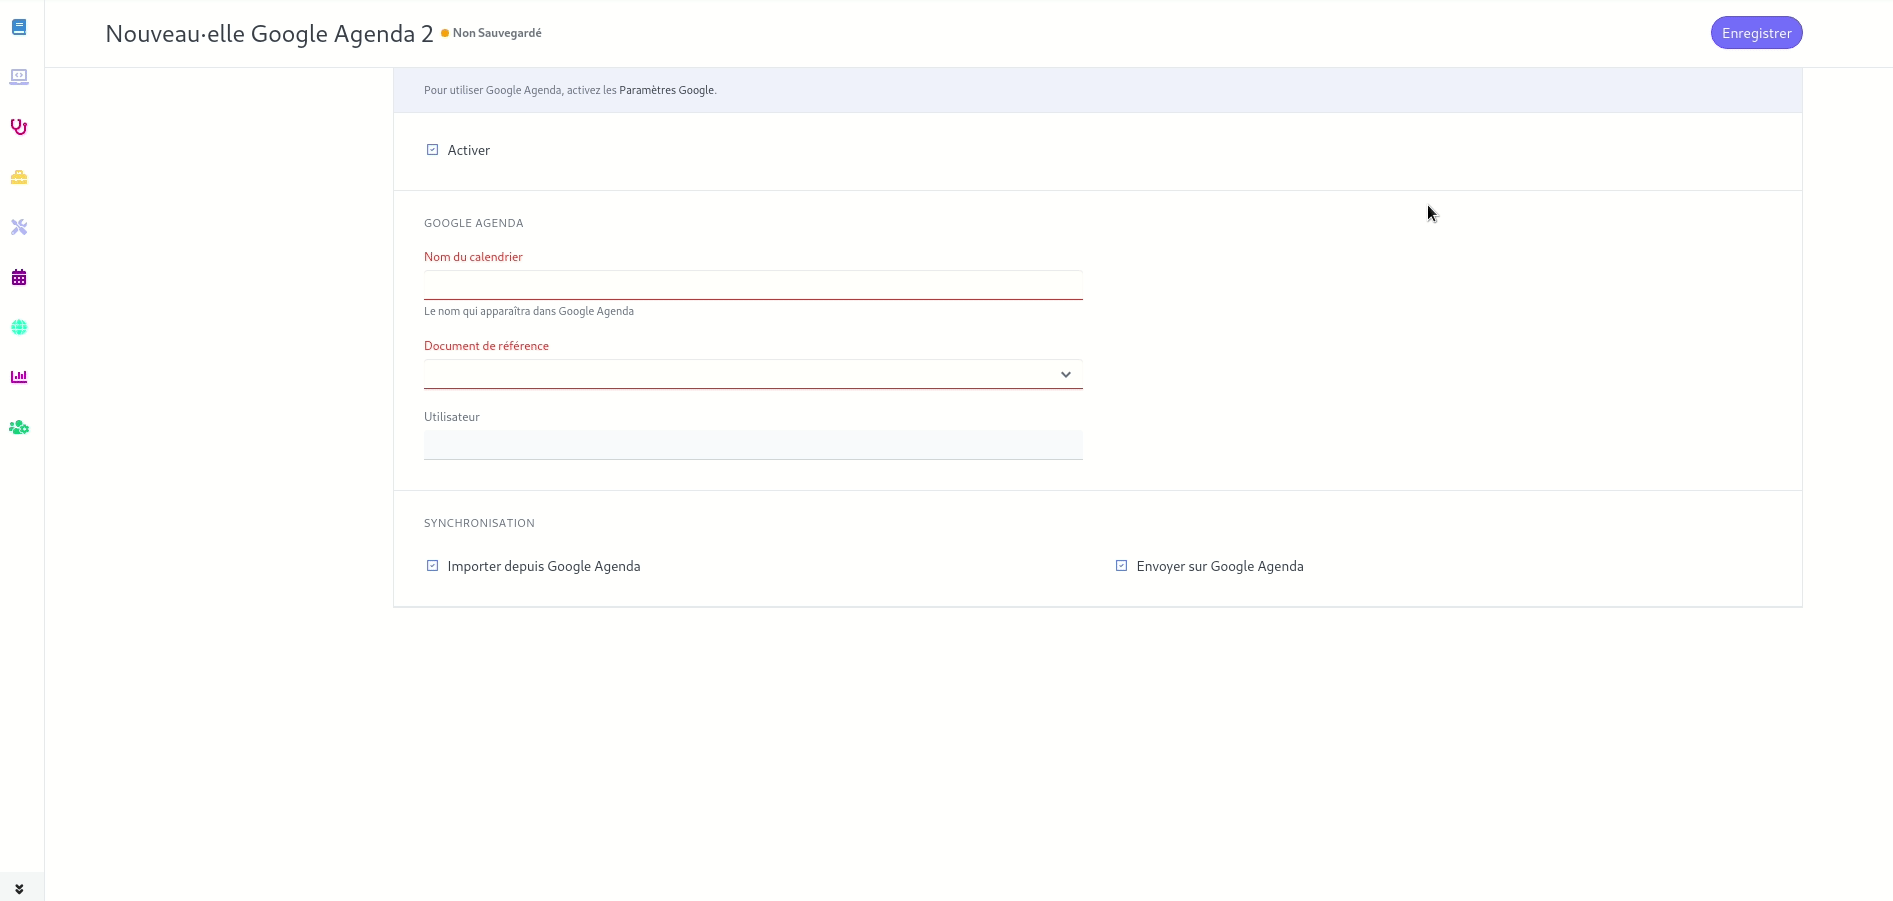 Nouveau·elle Google Agenda 2 Non Sauvegardé
Enregistrer
Pour utiliser Google Agenda, activez les Paramètres Google.
Activer
GOOGLE AGENDA
Nom du calendrier
Le nom qui apparaîtra dans Google Agenda
Document de référence
Utilisateur
SYNCHRONISATION
Importer depuis Google Agenda
Envoyer sur Google Agenda